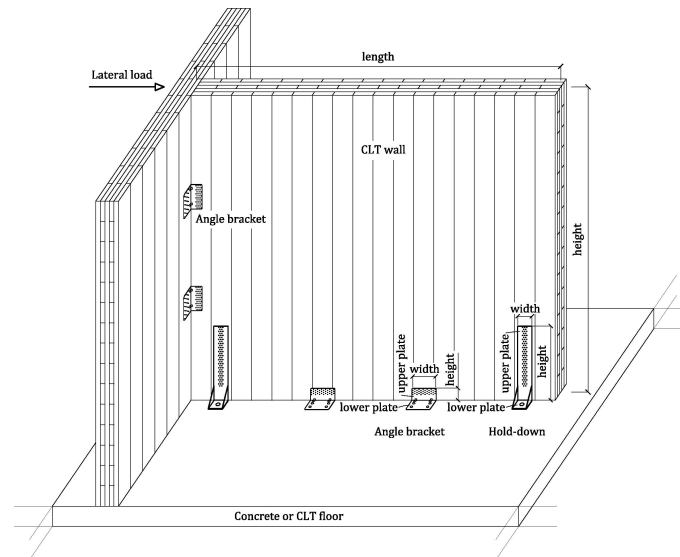 length
Lateral load
CLT wall
Angle bracket
height
width
upper plate
width
height
upper plate
height
lower plate
lower plate
Angle bracket
Hold-down
Concrete or CLT floor